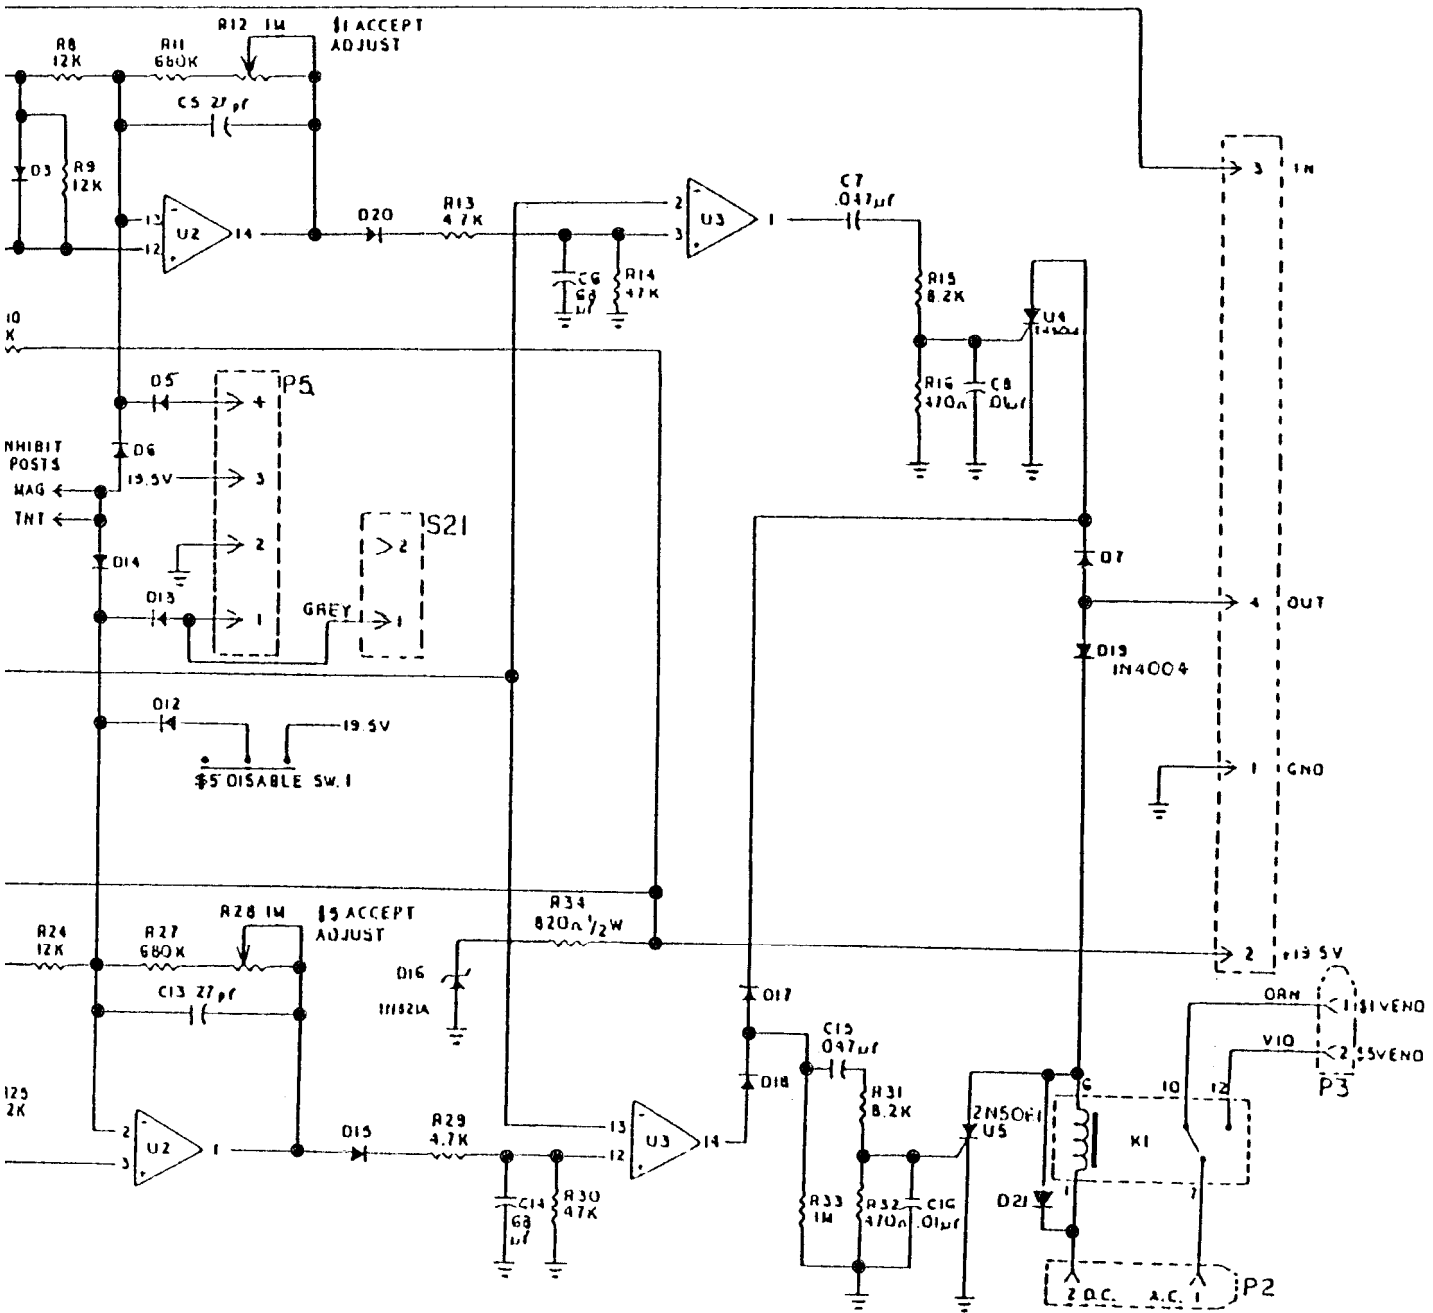 R12 1M
$1 ACCEPT
ADJUST
R8
12K
R11
680K
C5 27pf
D3
R9
12K
13
-
U2
14
12
+
D20
R13
4.7K
2
-
U3
1
3
+
C7
.047µf
3
IN
C6
68
µf
R14
47K
R15
8.2K
U4
10
K
R16
470Ω
C8
.01µf
D5
P5
4
D6
NHIBIT
POSTS
MAG
TNT
19.5V
3
S21
2
2
D14
D13
1
GREY
1
D7
4
OUT
D19
1N4004
D12
19.5V
$5 DISABLE SW.1
1
GND
R34
820Ω 1/2W
R28 1M
$5 ACCEPT
ADJUST
R24
12K
R27
680K
C13 27pf
D16
2
+19.5V
D17
ORN
1
$1 VEND
VIO
2
$5 VEND
P3
C15
.047µf
D18
R31
8.2K
2N5061
U5
6
10
12
K1
1
7
125
2K
2
-
U2
1
3
+
D15
R29
4.7K
13
-
U3
14
12
+
C14
68
µf
R30
47K
R33
1M
R32
470Ω
C16
.01µf
D21
2 D.C.
A.C. 1
P2